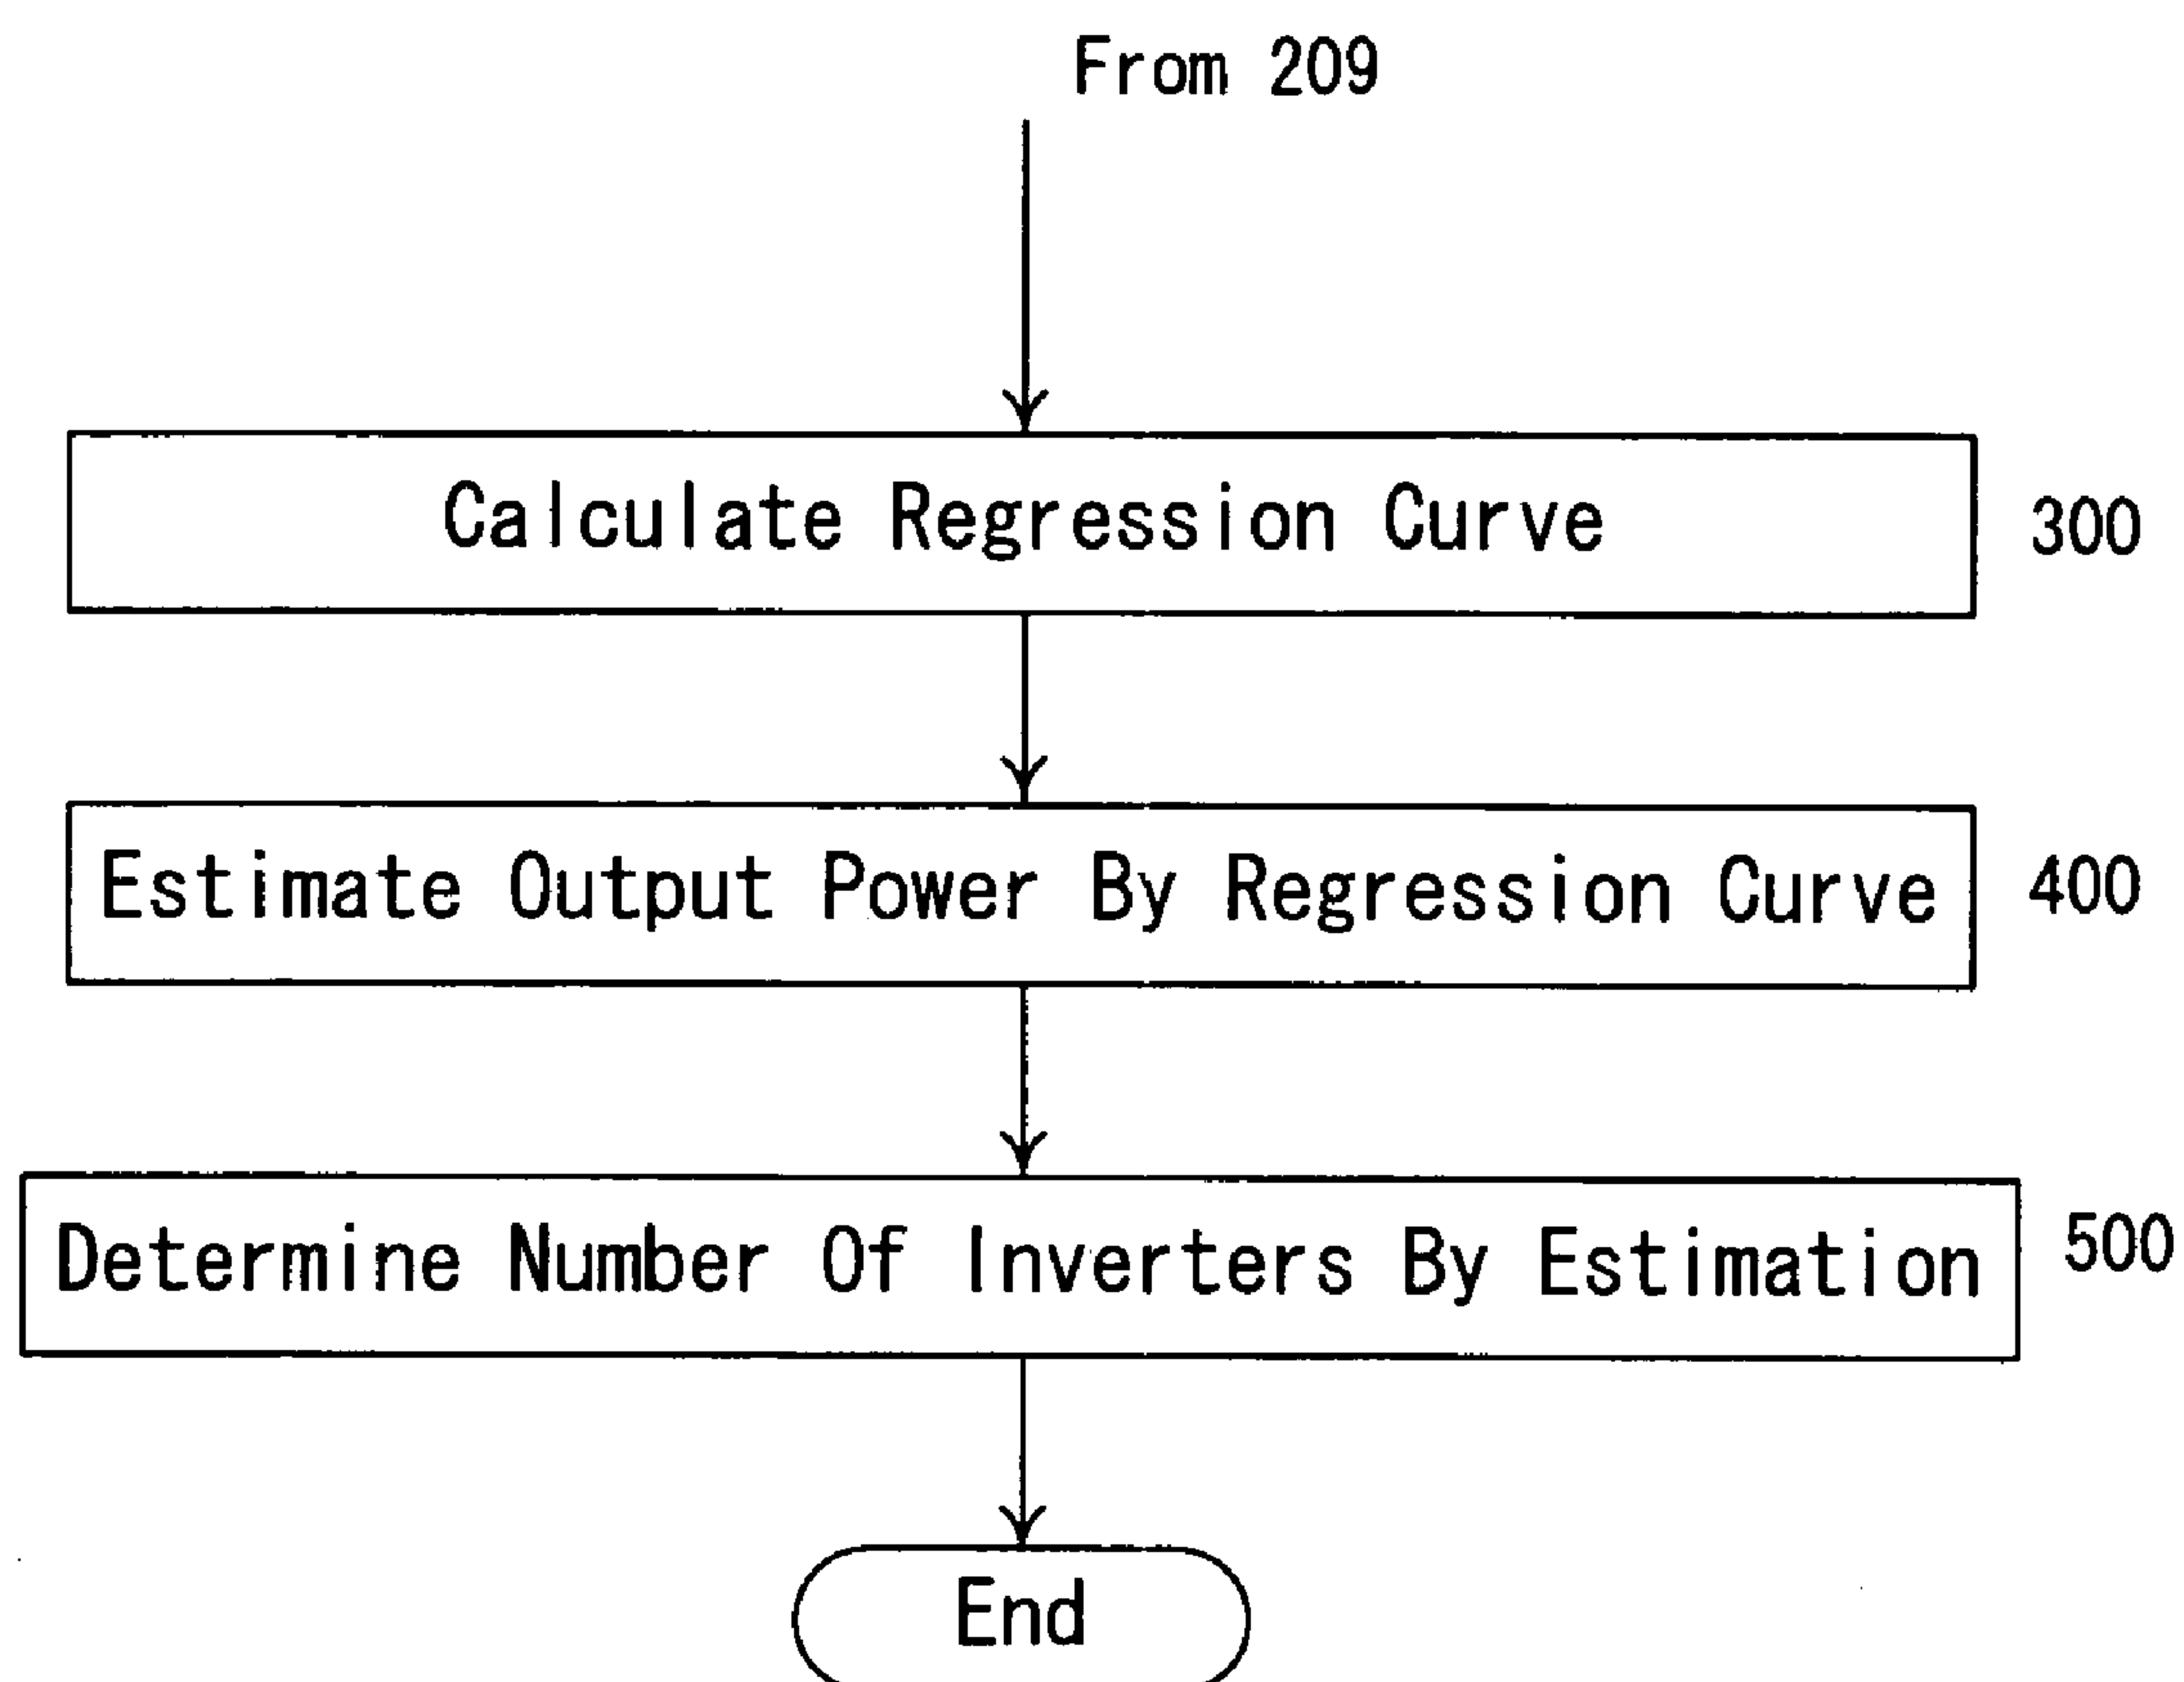 From 209
Calculate Regression Curve
300
Estimate Output Power By Regression Curve
400
Determine Number Of Inverters By Estimation
500
End